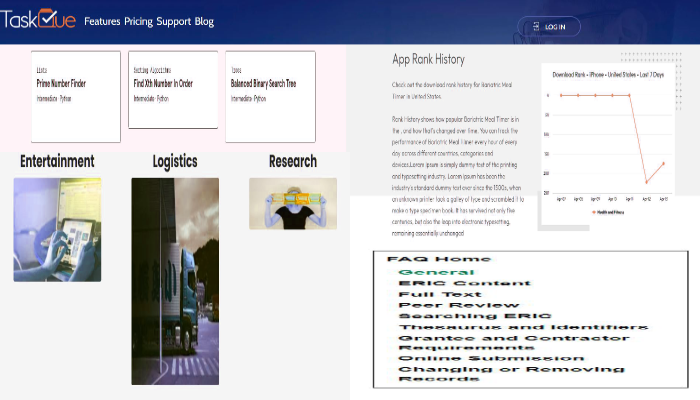 TaskQue
Features Pricing Support Blog
LOG IN
Lists
Prime Number Finder
Intermediate · Python
Sorting Algorithms
Find Xth Number In Order
Intermediate · Python
Trees
Balanced Binary Search Tree
Intermediate · Python
Entertainment
Logistics
Research
App Rank History
Check out the download rank history for Bariatric Meal
Timer in United States.
Rank History shows how popular Bariatric Meal Timer is in
the , and how that's changed over time. You can track the
performance of Bariatric Meal Timer every hour of every
day across different countries, categories and
devices.Lorem Ipsum is simply dummy text of the printing
and typesetting industry. Lorem Ipsum has been the
industry's standard dummy text ever since the 1500s, when
an unknown printer took a galley of type and scrambled it to
make a type specimen book. It has survived not only five
centuries, but also the leap into electronic typesetting,
remaining essentially unchanged
Download Rank • iPhone • United States • Last 7 Days
Health and Fitness
FAQ Home
General
ERIC Content
Full Text
Peer Review
Searching ERIC
Thesaurus and Identifiers
Grantee and Contractor
Requirements
Online Submission
Changing or Removing
Records